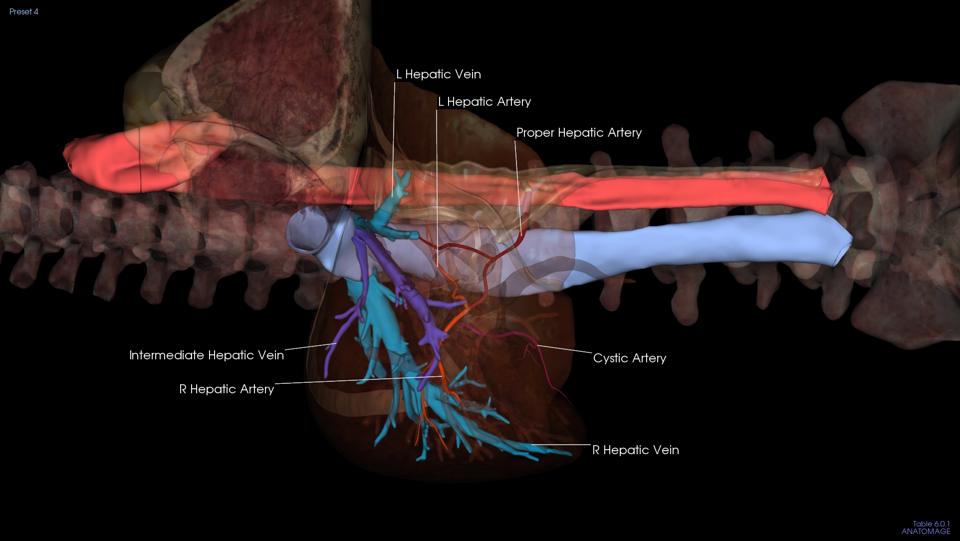 Preset 4
L Hepatic Vein
L Hepatic Artery
Proper Hepatic Artery
Intermediate Hepatic Vein
Cystic Artery
R Hepatic Artery
R Hepatic Vein
Table 6.0.1
ANATOMAGE